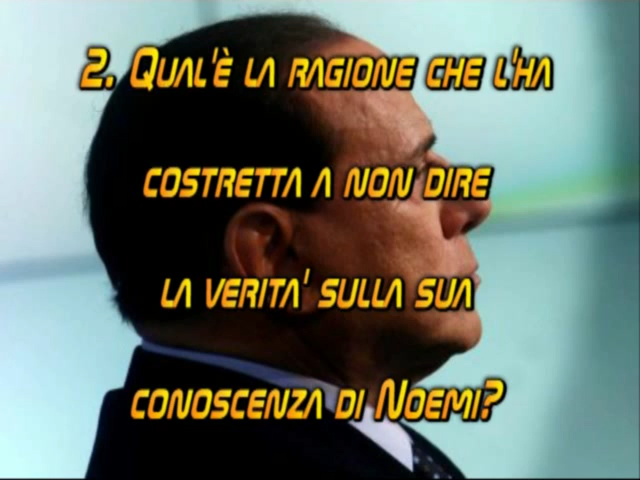 2. Qual'è la ragione che l'ha
costretta a non dire
la verita' sulla sua
conoscenza di Noemi?